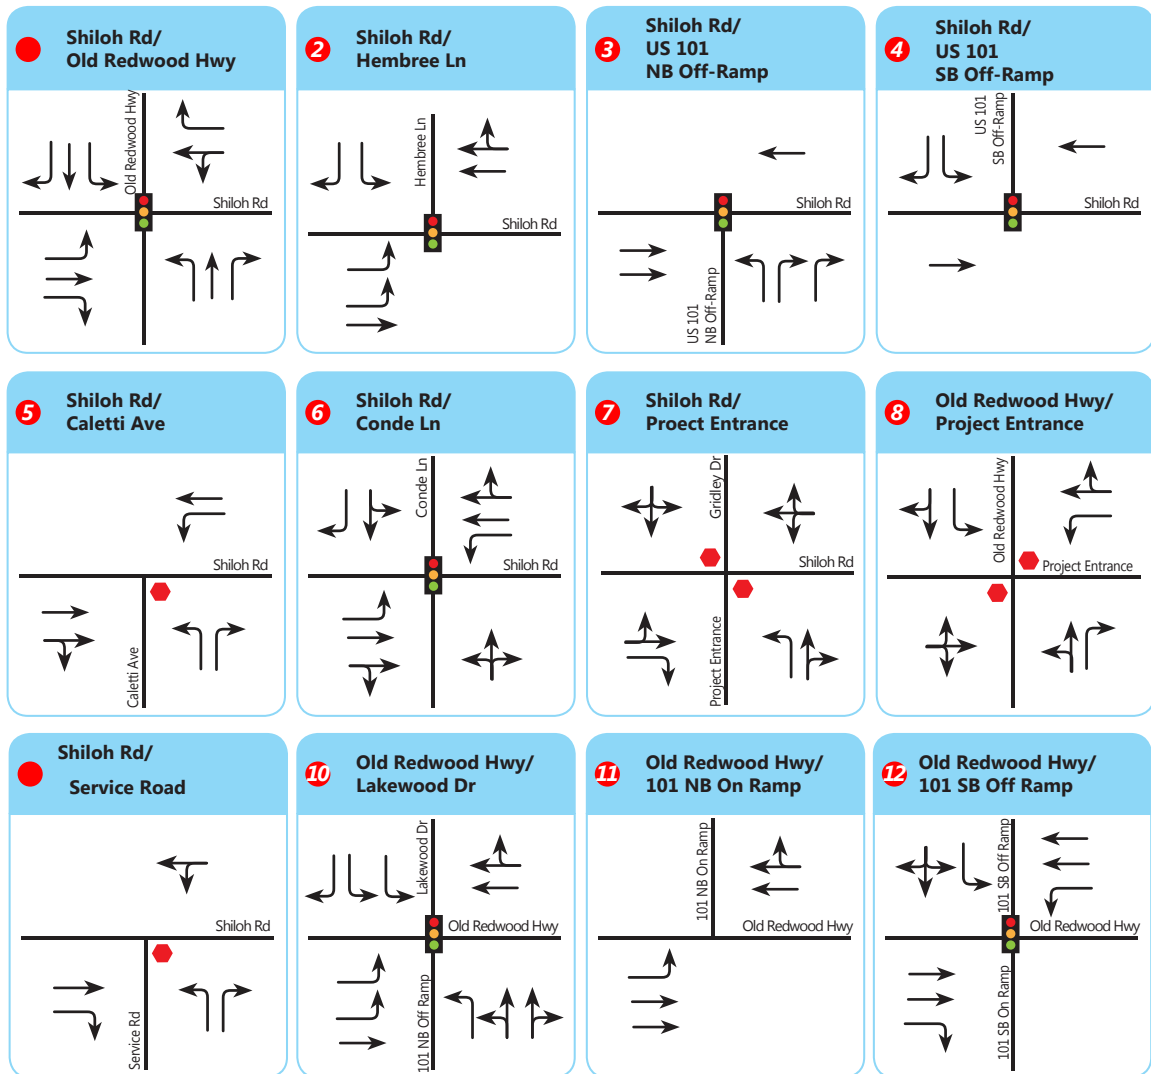 Shiloh Rd/
Old Redwood Hwy
Old Redwood Hwy
Shiloh Rd
2
Shiloh Rd/
Hembree Ln
Hembree Ln
Shiloh Rd
3
Shiloh Rd/
US 101
NB Off-Ramp
Shiloh Rd
US 101
NB Off-Ramp
4
Shiloh Rd/
US 101
SB Off-Ramp
US 101
SB Off-Ramp
Shiloh Rd
5
Shiloh Rd/
Caletti Ave
Shiloh Rd
Caletti Ave
6
Shiloh Rd/
Conde Ln
Conde Ln
Shiloh Rd
7
Shiloh Rd/
Proect Entrance
Gridley Dr
Shiloh Rd
Project Entrance
8
Old Redwood Hwy/
Project Entrance
Old Redwood Hwy
Project Entrance
Shiloh Rd/
Service Road
Shiloh Rd
Service Rd
10
Old Redwood Hwy/
Lakewood Dr
Lakewood Dr
Old Redwood Hwy
101 NB Off Ramp
11
Old Redwood Hwy/
101 NB On Ramp
101 NB On Ramp
Old Redwood Hwy
12
Old Redwood Hwy/
101 SB Off Ramp
101 SB Off Ramp
Old Redwood Hwy
101 SB On Ramp